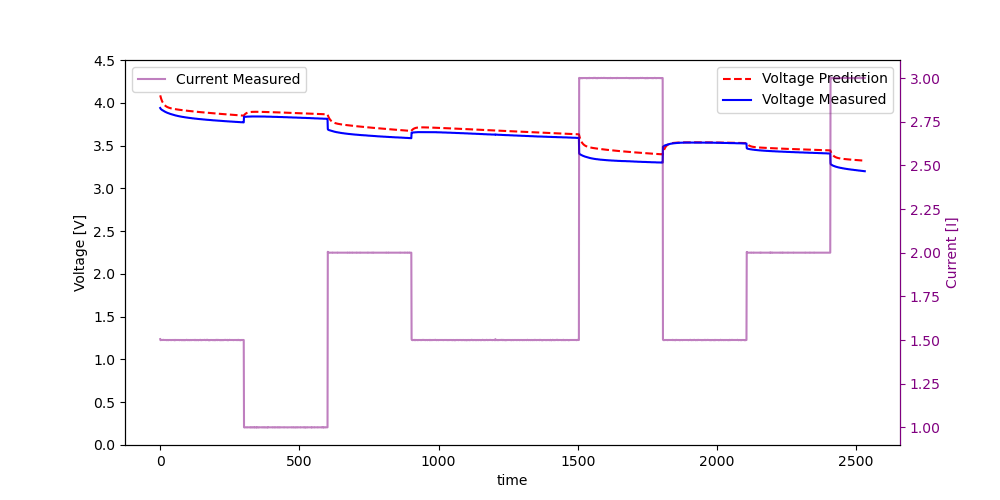 Current Measured
Voltage Prediction
Voltage Measured
4.5
4.0
3.5
3.0
2.5
2.0
1.5
1.0
0.5
0.0
Voltage [V]
3.00
2.75
2.50
2.25
2.00
1.75
1.50
1.25
1.00
Current [I]
0 500 1000 1500 2000 2500
time